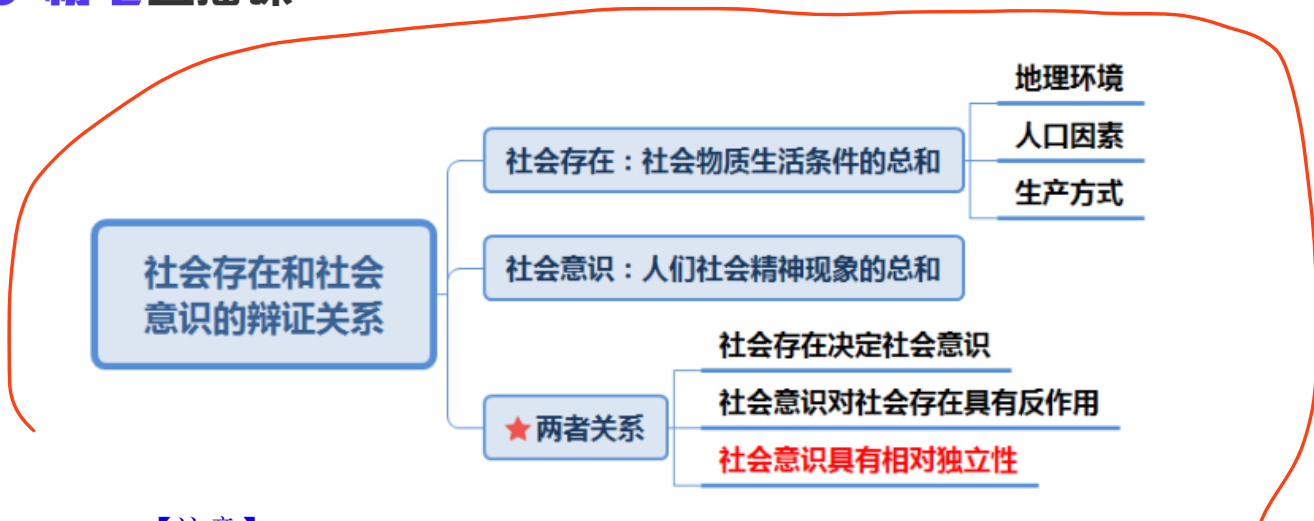 地理环境
人口因素
社会存在：社会物质生活条件的总和
生产方式
社会存在和社会
意识的辩证关系
社会意识：人们社会精神现象的总和
社会存在决定社会意识
社会意识对社会存在具有反作用
★两者关系
社会意识具有相对独立性